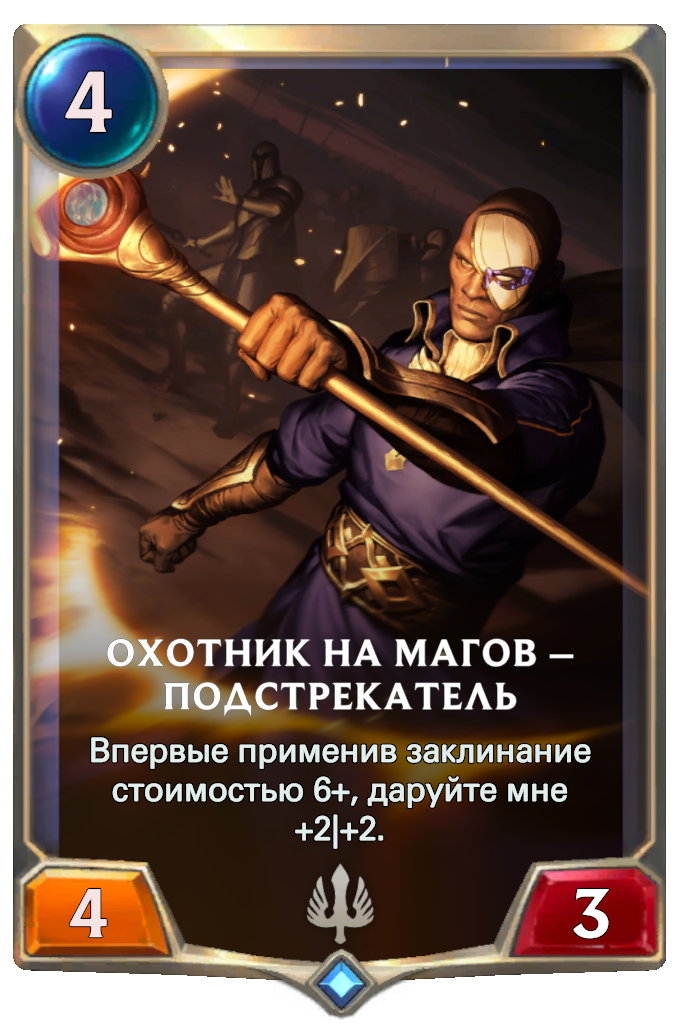 4
ОХОТНИК НА МАГОВ –
ПОДСТРЕКАТЕЛЬ
Впервые применив заклинание
стоимостью 6+, даруйте мне
+2|+2.
4
3